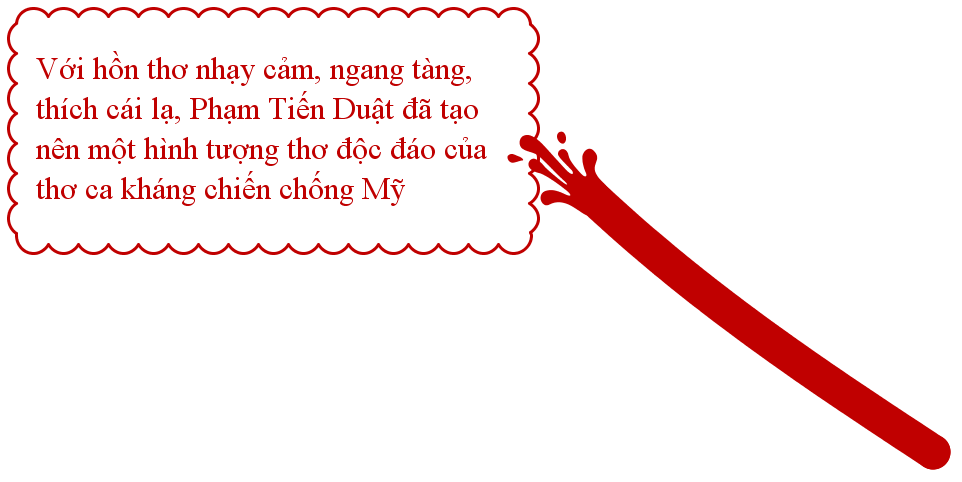 Với hồn thơ nhạy cảm, ngang tàng,
thích cái lạ, Phạm Tiến Duật đã tạo
nên một hình tượng thơ độc đáo của
thơ ca kháng chiến chống Mỹ